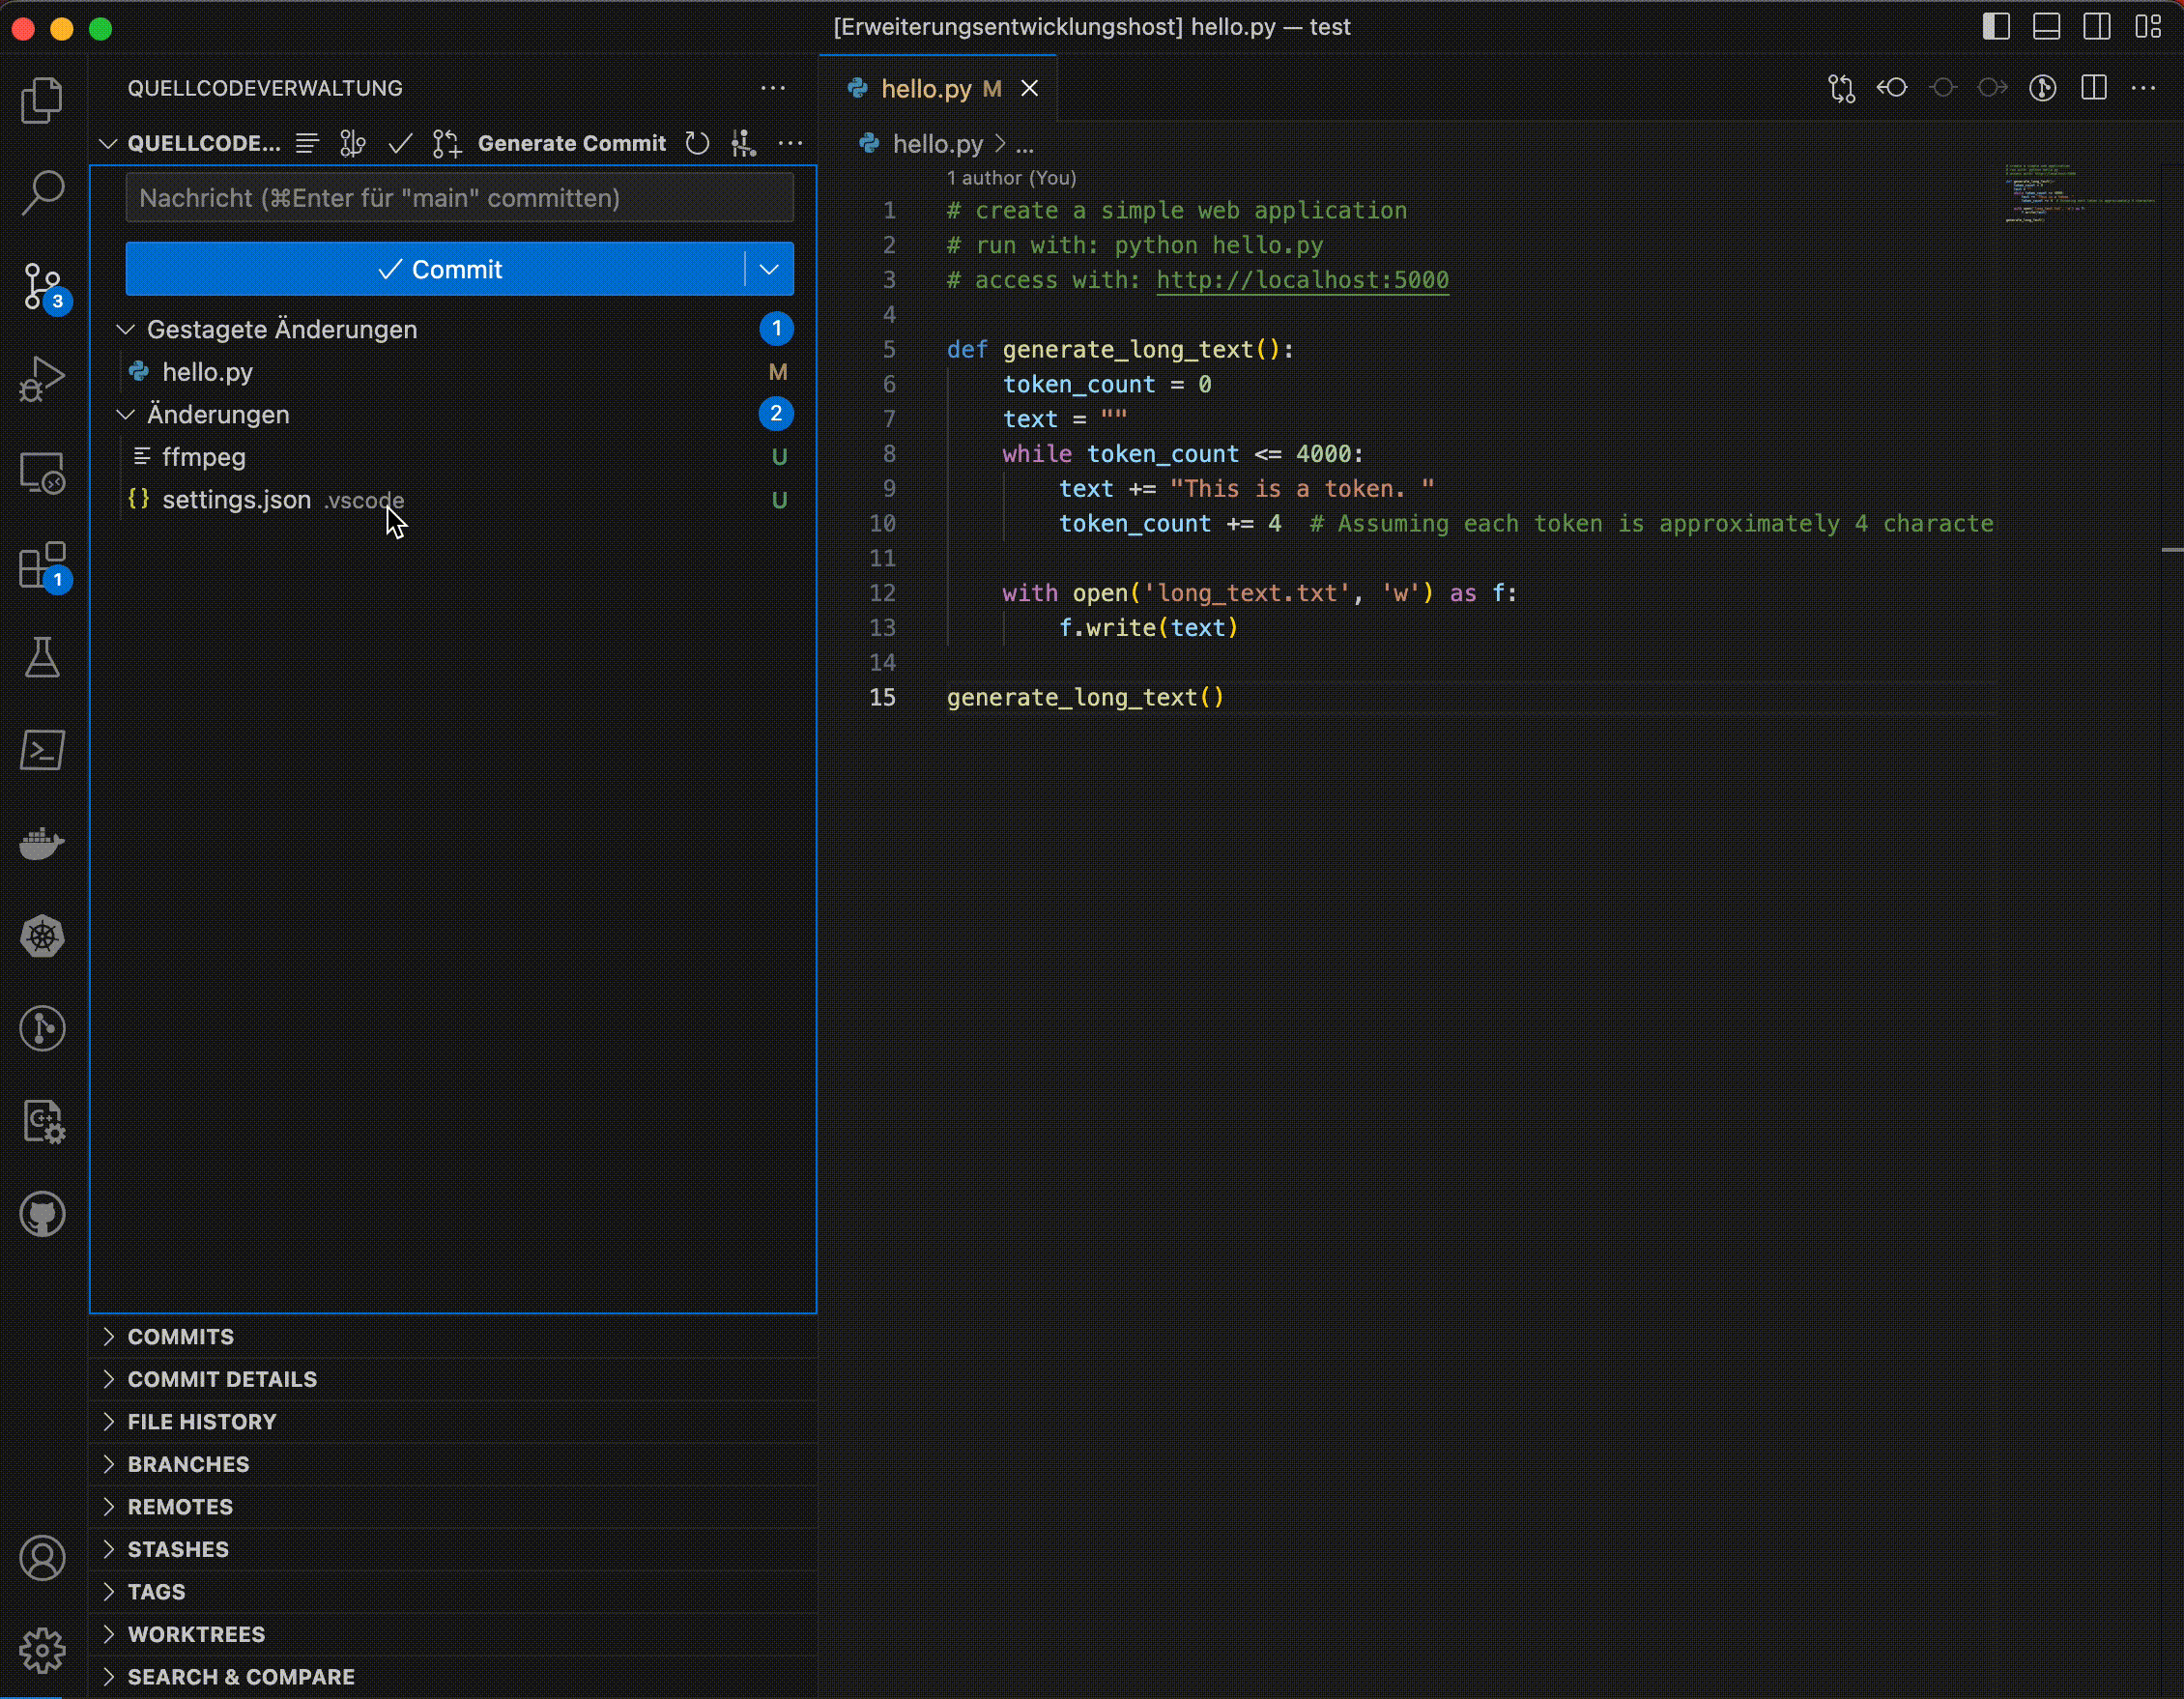 [Erweiterungsentwicklungshost] hello.py — test
QUELLCODEVERWALTUNG
QUELLCODE... Generate Commit
Nachricht (⌘Enter für "main" committen)
Commit
Gestagete Änderungen 1
hello.py M
Änderungen 2
ffmpeg U
settings.json .vscode U
3
1
COMMITS
COMMIT DETAILS
FILE HISTORY
BRANCHES
REMOTES
STASHES
TAGS
WORKTREES
SEARCH & COMPARE
hello.py M
hello.py > ...
1 author (You)
1 # create a simple web application
2 # run with: python hello.py
3 # access with: http://localhost:5000
4
5 def generate_long_text():
6 token_count = 0
7 text = ""
8 while token_count <= 4000:
9 text += "This is a token. "
10 token_count += 4  # Assuming each token is approximately 4 characte
11
12 with open('long_text.txt', 'w') as f:
13 f.write(text)
14
15 generate_long_text()